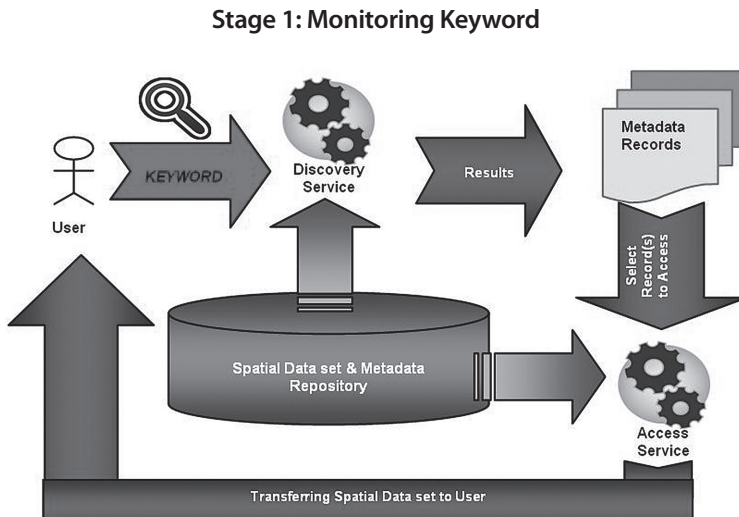 Stage 1: Monitoring Keyword
KEYWORD
User
Discovery
Service
Results
Metadata
Records
Select
Record(s)
to Access
Spatial Data set & Metadata
Repository
Access
Service
Transferring Spatial Data set to User